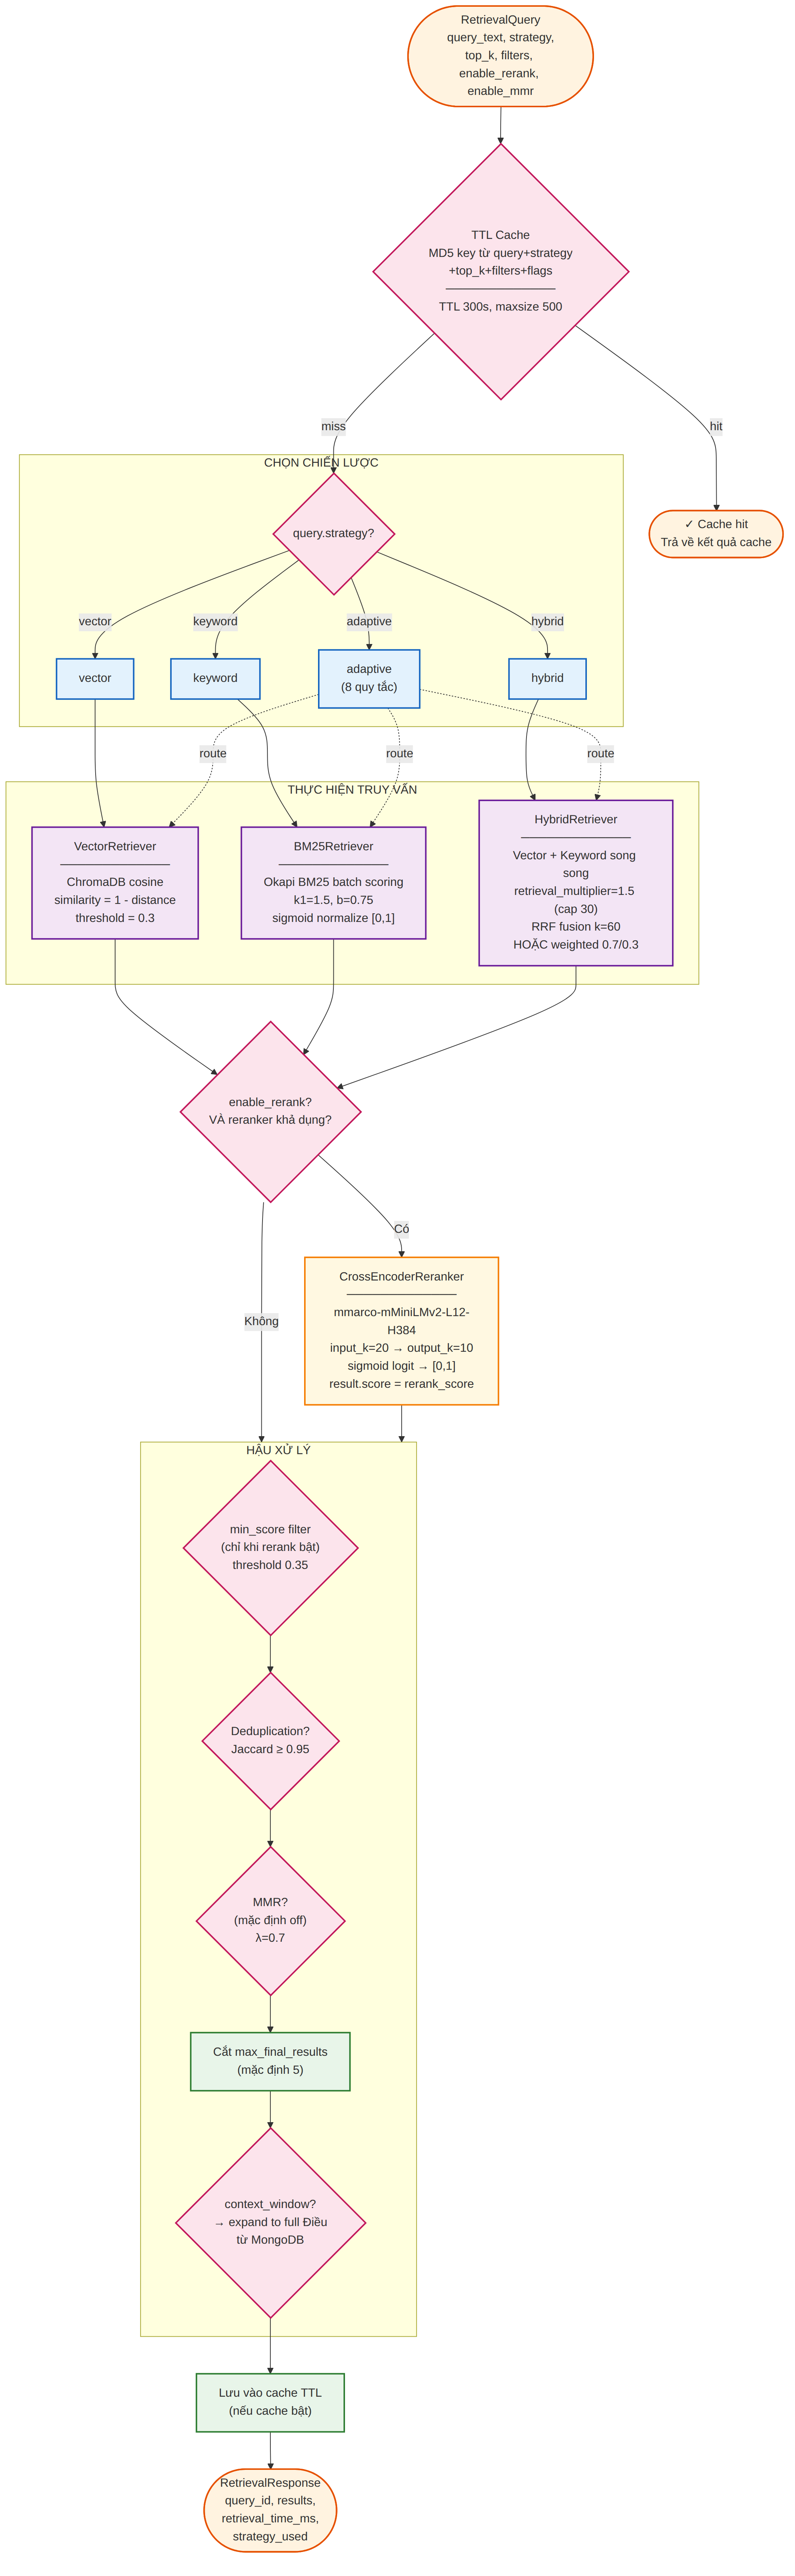 RetrievalQuery
query_text, strategy,
top_k, filters,
enable_rerank,
enable_mmr
TTL Cache
MD5 key từ query+strategy
+top_k+filters+flags
TTL 300s, maxsize 500
miss
hit
✓ Cache hit
Trả về kết quả cache
CHỌN CHIẾN LƯỢC
query.strategy?
vector
keyword
adaptive
hybrid
vector
keyword
adaptive
(8 quy tắc)
hybrid
route
route
route
THỰC HIỆN TRUY VẤN
VectorRetriever
ChromaDB cosine
similarity = 1 - distance
threshold = 0.3
BM25Retriever
Okapi BM25 batch scoring
k1=1.5, b=0.75
sigmoid normalize [0,1]
HybridRetriever
Vector + Keyword song
song
retrieval_multiplier=1.5
(cap 30)
RRF fusion k=60
HOẶC weighted 0.7/0.3
enable_rerank?
VÀ reranker khả dụng?
Có
Không
CrossEncoderReranker
mmarco-mMiniLMv2-L12-
H384
input_k=20 → output_k=10
sigmoid logit → [0,1]
result.score = rerank_score
HẬU XỬ LÝ
min_score filter
(chỉ khi rerank bật)
threshold 0.35
Deduplication?
Jaccard ≥ 0.95
MMR?
(mặc định off)
λ=0.7
Cắt max_final_results
(mặc định 5)
context_window?
→ expand to full Điều
từ MongoDB
Lưu vào cache TTL
(nếu cache bật)
RetrievalResponse
query_id, results,
retrieval_time_ms,
strategy_used